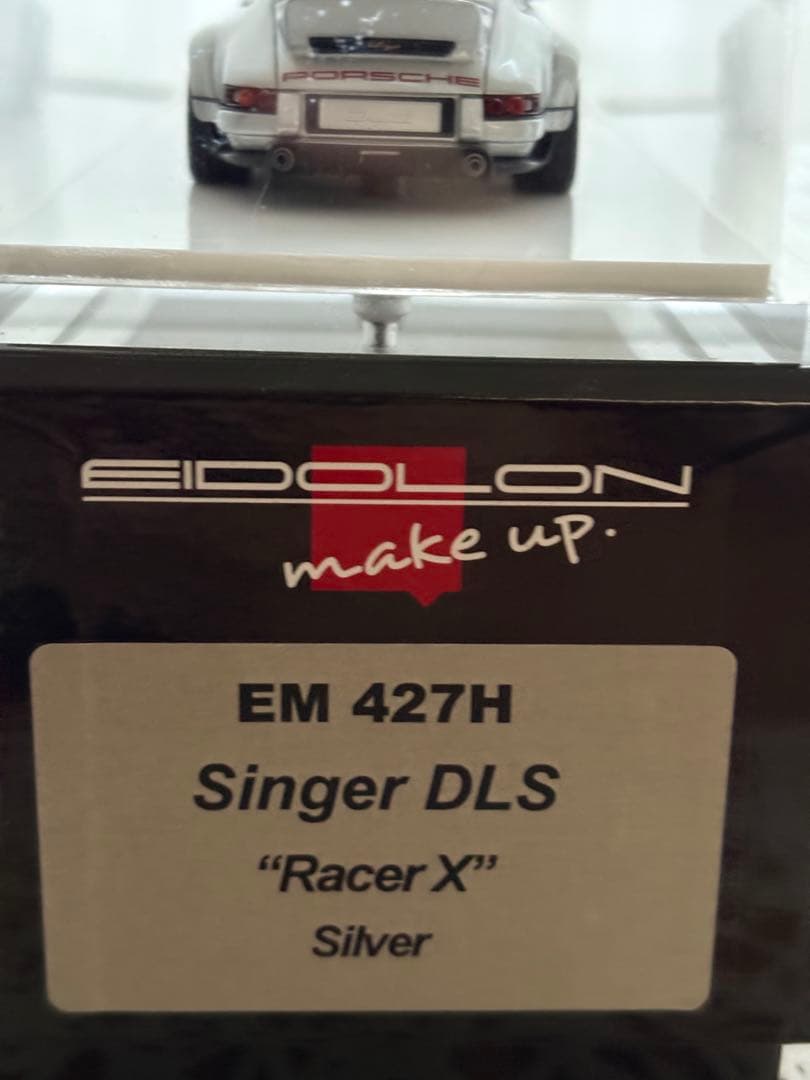 PORSCHE
EIDOLON
make up.
EM 427H
Singer DLS
“Racer X”
Silver